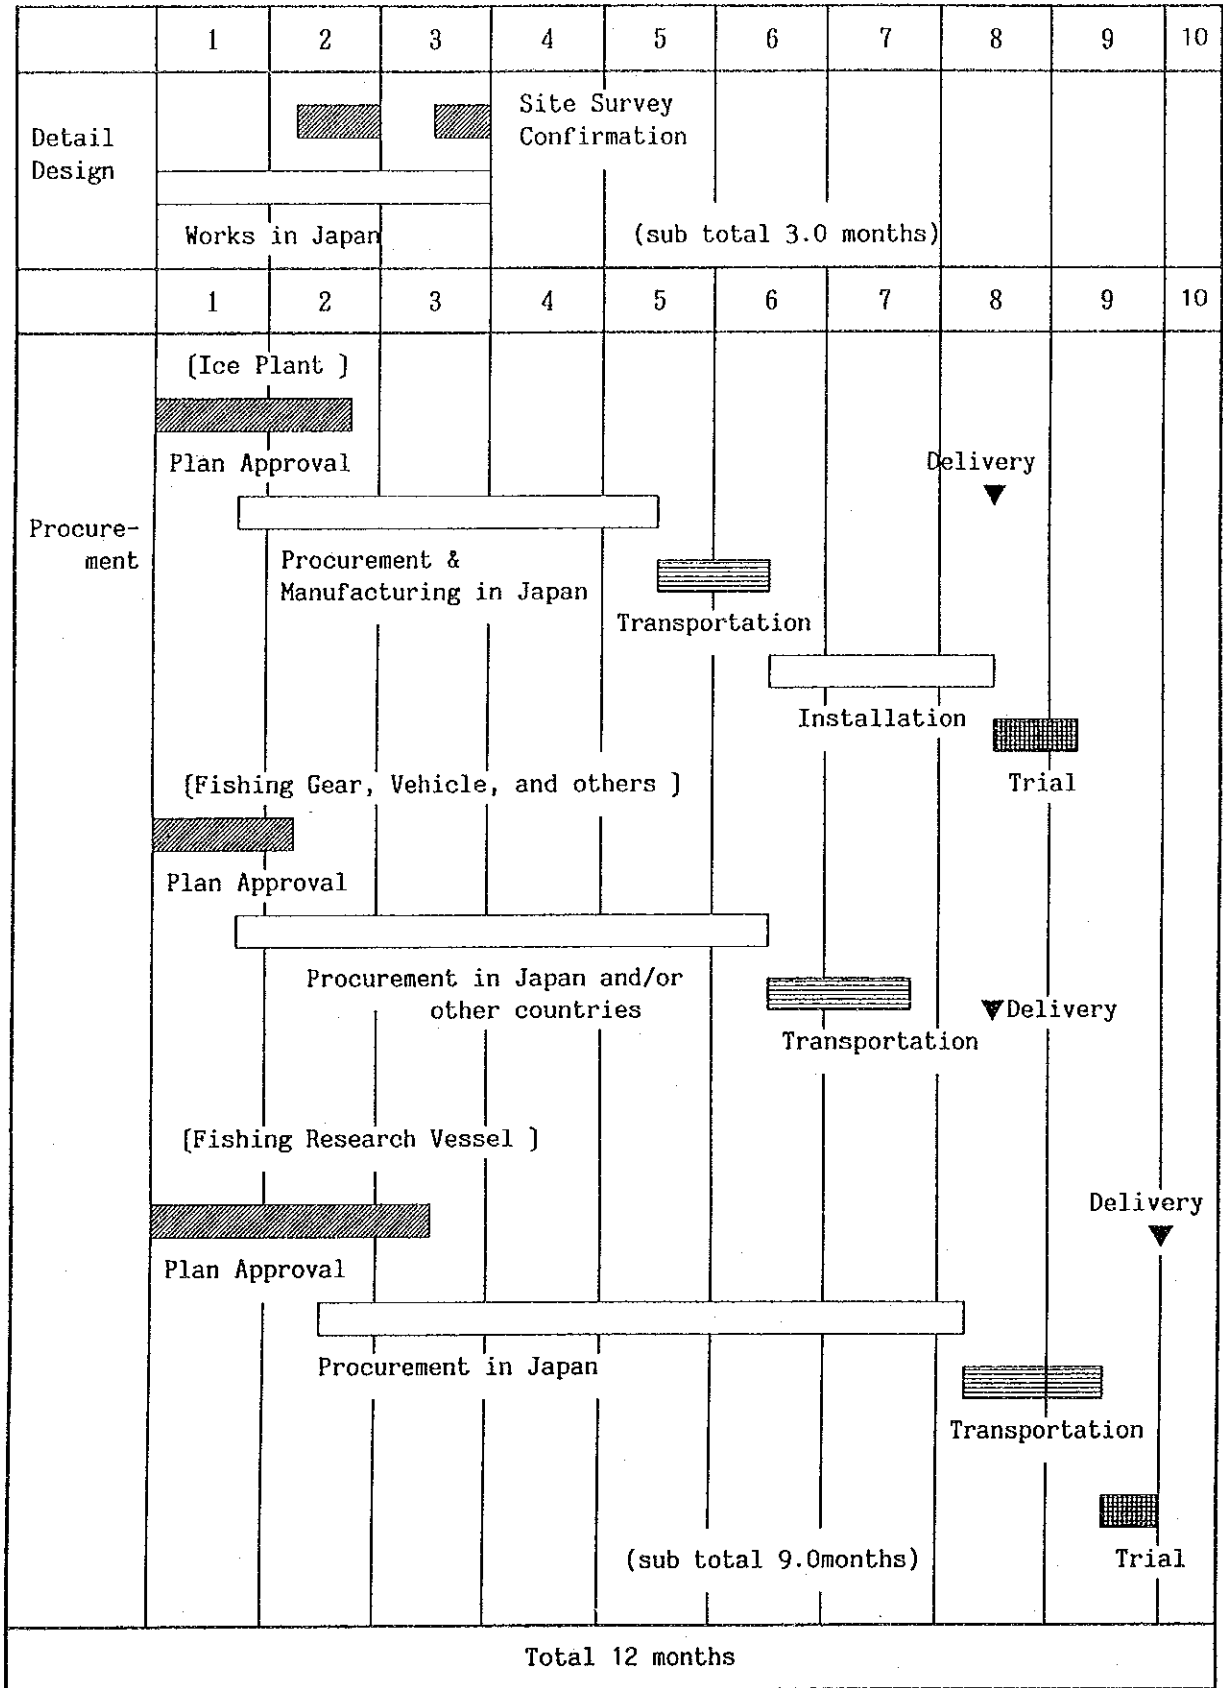 1 2 3 4 5 6 7 8 9 10
Detail
Design
Site Survey
Confirmation
Works in Japan
(sub total 3.0 months)
1 2 3 4 5 6 7 8 9 10
Procure-
ment
[Ice Plant ]
Plan Approval
Delivery
Procurement &
Manufacturing in Japan
Transportation
Installation
Trial
[Fishing Gear, Vehicle, and others ]
Plan Approval
Procurement in Japan and/or
other countries
Delivery
Transportation
[Fishing Research Vessel ]
Delivery
Plan Approval
Procurement in Japan
Transportation
Trial
(sub total 9.0months)
Total 12 months